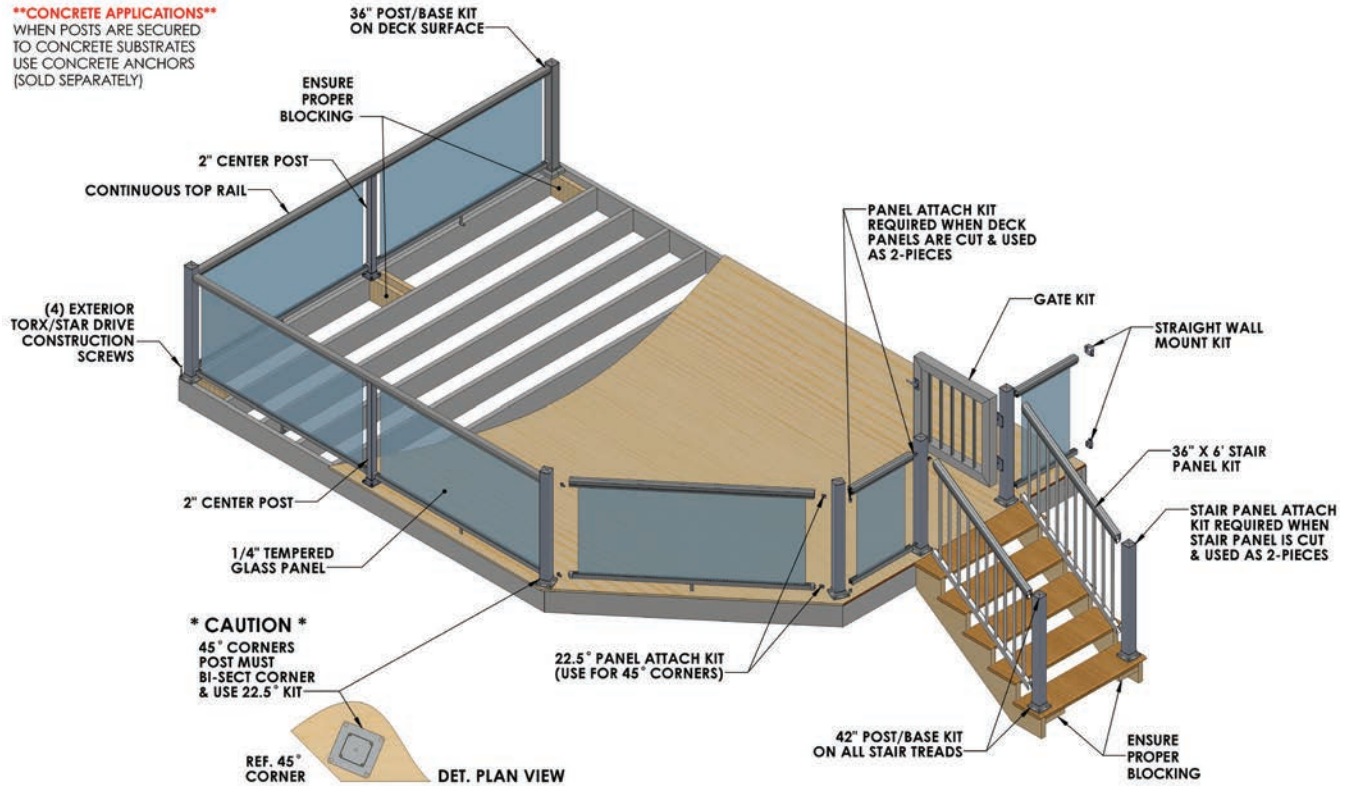 **CONCRETE APPLICATIONS**
WHEN POSTS ARE SECURED
TO CONCRETE SUBSTRATES
USE CONCRETE ANCHORS
(SOLD SEPARATELY)
36" POST/BASE KIT
ON DECK SURFACE
ENSURE
PROPER
BLOCKING
2" CENTER POST
CONTINUOUS TOP RAIL
(4) EXTERIOR
TORX/STAR DRIVE
CONSTRUCTION
SCREWS
PANEL ATTACH KIT
REQUIRED WHEN DECK
PANELS ARE CUT & USED
AS 2-PIECES
GATE KIT
STRAIGHT WALL
MOUNT KIT
36" X 6' STAIR
PANEL KIT
STAIR PANEL ATTACH
KIT REQUIRED WHEN
STAIR PANEL IS CUT
& USED AS 2-PIECES
2" CENTER POST
1/4" TEMPERED
GLASS PANEL
* CAUTION *
45° CORNERS
POST MUST
BI-SECT CORNER
& USE 22.5° KIT
22.5° PANEL ATTACH KIT
(USE FOR 45° CORNERS)
42" POST/BASE KIT
ON ALL STAIR TREADS
ENSURE
PROPER
BLOCKING
REF. 45°
CORNER
DET. PLAN VIEW